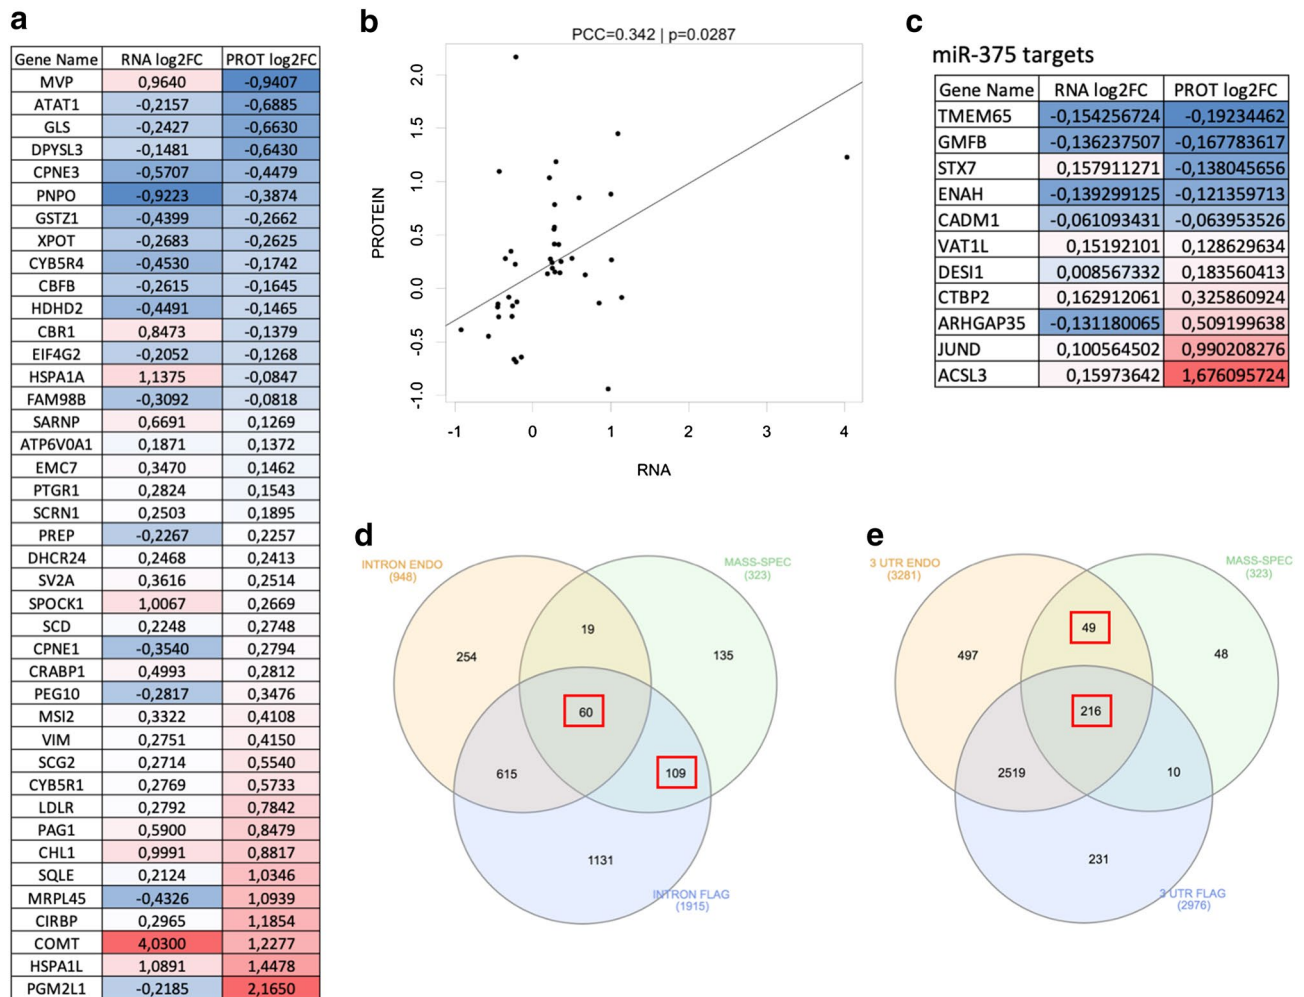 a
Gene Name RNA log2FC PROT log2FC
MVP 0,9640 -0,9407
ATAT1 -0,2157 -0,6885
GLS -0,2427 -0,6630
DPYSL3 -0,1481 -0,6430
CPNE3 -0,5707 -0,4479
PNPO -0,9223 -0,3874
GSTZ1 -0,4399 -0,2662
XPOT -0,2683 -0,2625
CYB5R4 -0,4530 -0,1742
CBFB -0,2615 -0,1645
HDHD2 -0,4491 -0,1465
CBR1 0,8473 -0,1379
EIF4G2 -0,2052 -0,1268
HSPA1A 1,1375 -0,0847
FAM98B -0,3092 -0,0818
SARNP 0,6691 0,1269
ATP6V0A1 0,1871 0,1372
EMC7 0,3470 0,1462
PTGR1 0,2824 0,1543
SCRN1 0,2503 0,1895
PREP -0,2267 0,2257
DHCR24 0,2468 0,2413
SV2A 0,3616 0,2514
SPOCK1 1,0067 0,2669
SCD 0,2248 0,2748
CPNE1 -0,3540 0,2794
CRABP1 0,4993 0,2812
PEG10 -0,2817 0,3476
MSI2 0,3322 0,4108
VIM 0,2751 0,4150
SCG2 0,2714 0,5540
CYB5R1 0,2769 0,5733
LDLR 0,2792 0,7842
PAG1 0,5900 0,8479
CHL1 0,9991 0,8817
SQLE 0,2124 1,0346
MRPL45 -0,4326 1,0939
CIRBP 0,2965 1,1854
COMT 4,0300 1,2277
HSPA1L 1,0891 1,4478
PGM2L1 -0,2185 2,1650
b
PCC=0.342 | p=0.0287
PROTEIN
2.0
1.5
1.0
0.5
0.0
-0.5
-1.0
-1 0 1 2 3 4
RNA
c
miR-375 targets
Gene Name RNA log2FC PROT log2FC
TMEM65 -0,154256724 -0,19234462
GMFB -0,136237507 -0,167783617
STX7 0,157911271 -0,138045656
ENAH -0,139299125 -0,121359713
CADM1 -0,061093431 -0,063953526
VAT1L 0,15192101 0,128629634
DESI1 0,008567332 0,183560413
CTBP2 0,162912061 0,325860924
ARHGAP35 -0,131180065 0,509199638
JUND 0,100564502 0,990208276
ACSL3 0,15973642 1,676095724
d
INTRON ENDO
(948)
MASS-SPEC
(323)
19
254
135
60
615
109
1131
INTRON FLAG
(1915)
e
3 UTR ENDO
(3281)
MASS-SPEC
(323)
49
497
48
216
2519
10
231
3 UTR FLAG
(2976)